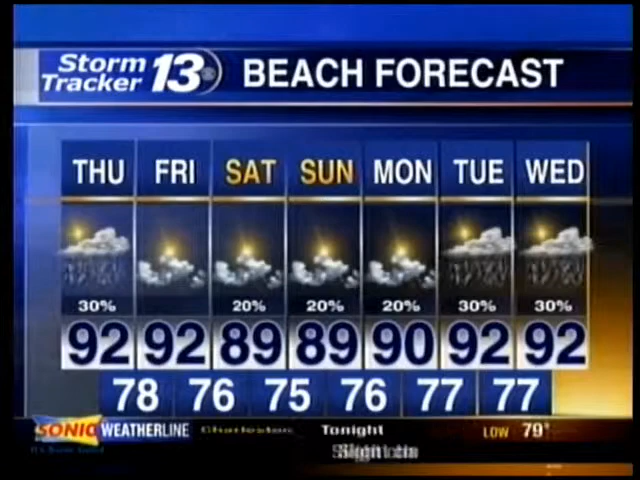 Storm Tracker 13 BEACH FORECAST
THU FRI SAT SUN MON TUE WED
30% 20% 20% 20% 30% 30%
92 92 89 89 90 92 92
78 76 75 76 77 77
SONIC WEATHERLINE Charleston Tonight LOW 79°